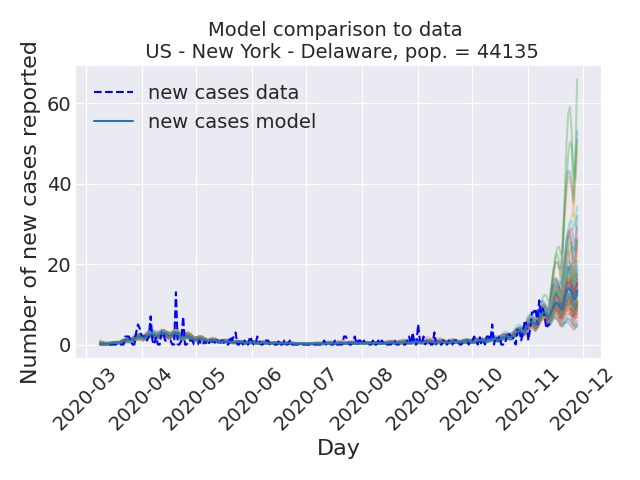 Model comparison to data
US - New York - Delaware, pop. = 44135
Number of new cases reported
60
40
20
0
new cases data
new cases model
2020-03
2020-04
2020-05
2020-06
2020-07
2020-08
2020-09
2020-10
2020-11
2020-12
Day